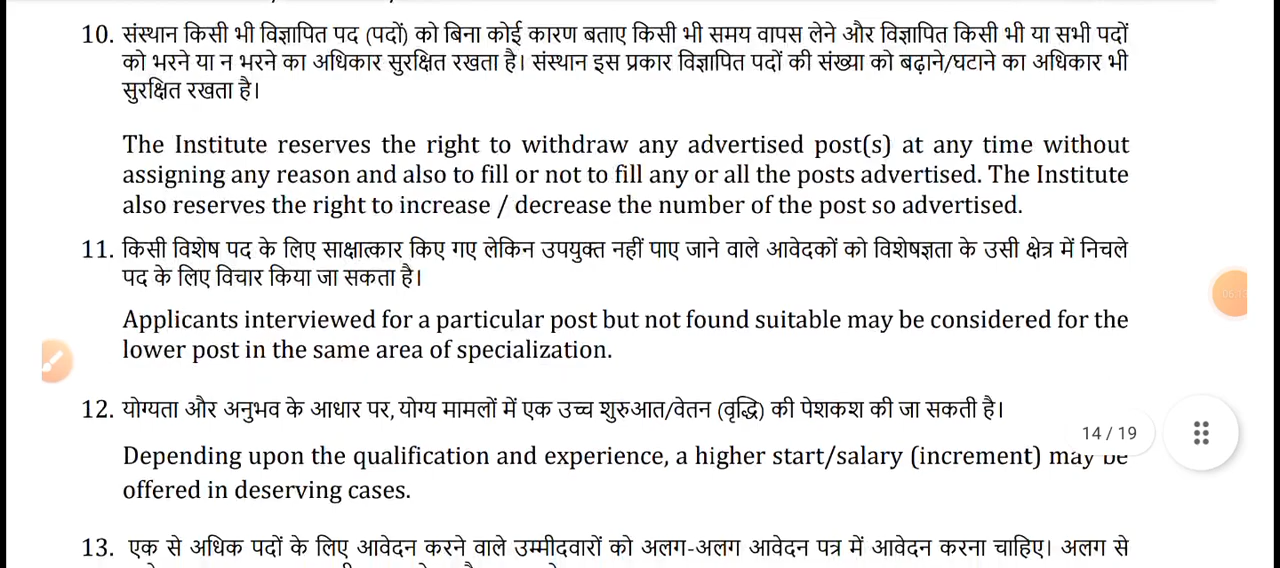 10. संस्थान किसी भी विज्ञापित पद (पदों) को बिना कोई कारण बताए किसी भी समय वापस लेने और विज्ञापित किसी भी या सभी पदों
को भरने या न भरने का अधिकार सुरक्षित रखता है। संस्थान इस प्रकार विज्ञापित पदों की संख्या को बढ़ाने/घटाने का अधिकार भी
सुरक्षित रखता है।
The Institute reserves the right to withdraw any advertised post(s) at any time without
assigning any reason and also to fill or not to fill any or all the posts advertised. The Institute
also reserves the right to increase / decrease the number of the post so advertised.
11. किसी विशेष पद के लिए साक्षात्कार किए गए लेकिन उपयुक्त नहीं पाए जाने वाले आवेदकों को विशेषज्ञता के उसी क्षेत्र में निचले
पद के लिए विचार किया जा सकता है।
Applicants interviewed for a particular post but not found suitable may be considered for the
lower post in the same area of specialization.
12. योग्यता और अनुभव के आधार पर, योग्य मामलों में एक उच्च शुरुआत/वेतन (वृद्धि) की पेशकश की जा सकती है।
14 / 19
Depending upon the qualification and experience, a higher start/salary (increment) may be
offered in deserving cases.
13. एक से अधिक पदों के लिए आवेदन करने वाले उम्मीदवारों को अलग-अलग आवेदन पत्र में आवेदन करना चाहिए। अलग से